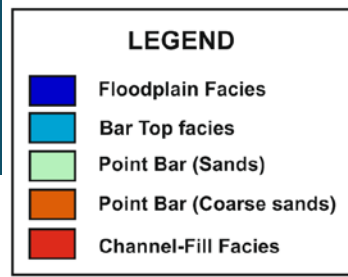 LEGEND
Floodplain Facies
Bar Top facies
Point Bar (Sands)
Point Bar (Coarse sands)
Channel-Fill Facies